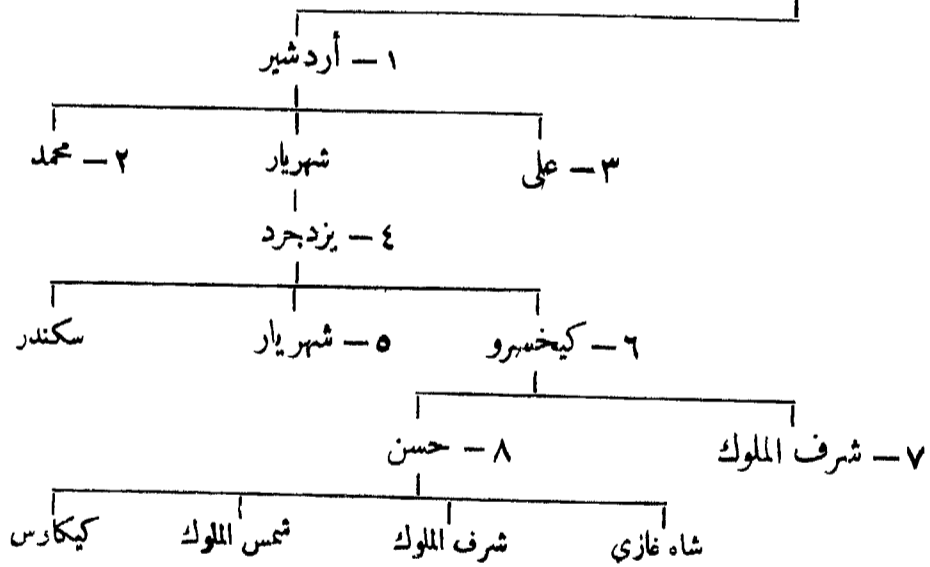 ١ – أردشير
٣ – على شهريار ٢ – محمد
٤ – يزدجرد
٦ – كيخسرو ٥ – شهريار سكندر
٧ – شرف الملوك ٨ – حسن
شاه غازي شرف الملوك شمس الملوك كيكاوس